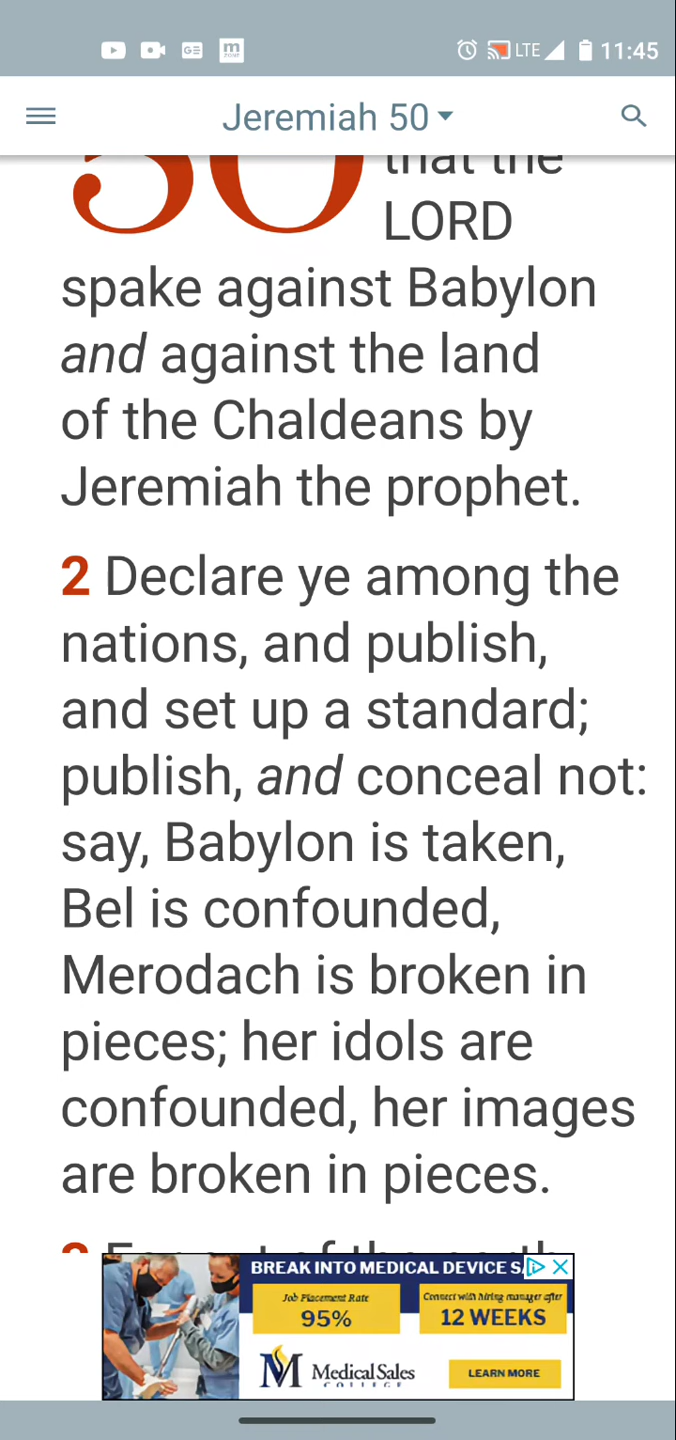 LTE 11:45
Jeremiah 50
50 that the
LORD
spake against Babylon
and against the land
of the Chaldeans by
Jeremiah the prophet.
2 Declare ye among the
nations, and publish,
and set up a standard;
publish, and conceal not:
say, Babylon is taken,
Bel is confounded,
Merodach is broken in
pieces; her idols are
confounded, her images
are broken in pieces.
BREAK INTO MEDICAL DEVICE SA
Job Placement Rate
95%
Connect with hiring manager after
12 WEEKS
Medical Sales
COLLEGE
LEARN MORE